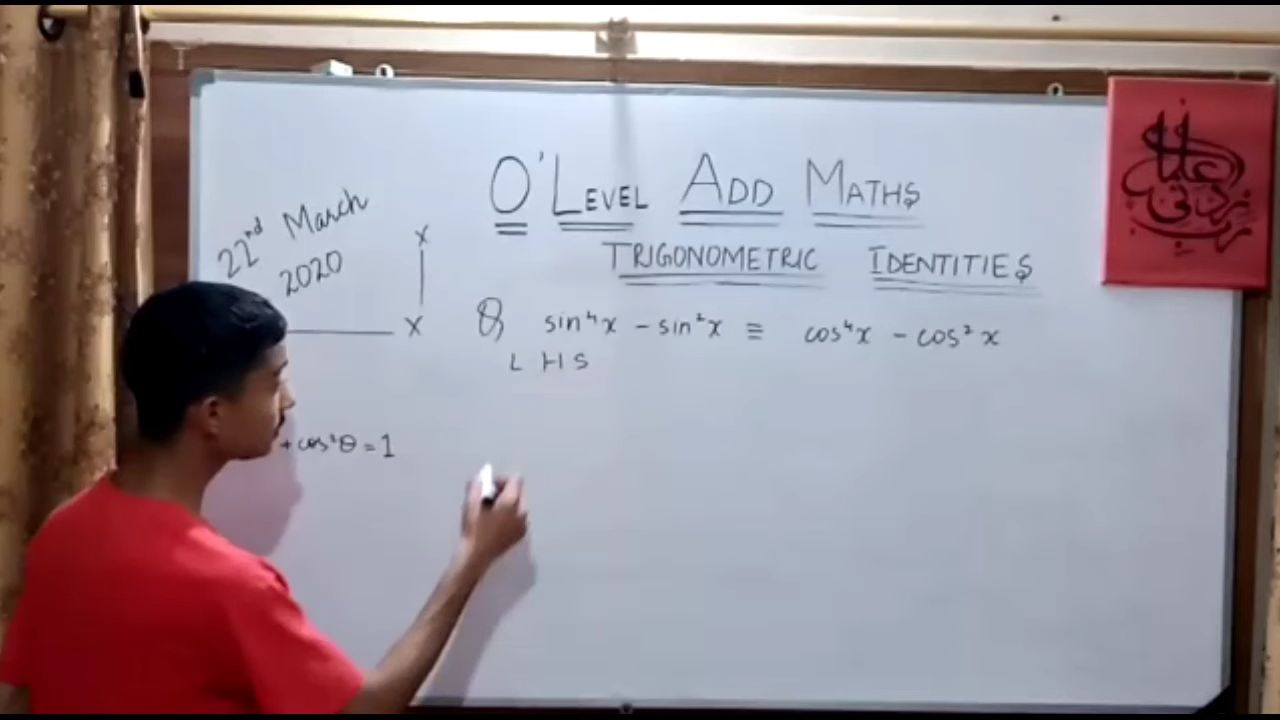 O'LEVEL ADD MATHS
TRIGONOMETRIC IDENTITIES
22nd March
2020
x
x
Q, sin⁴x - sin²x ≡ cos⁴x - cos²x
LHS
+ cos²θ = 1